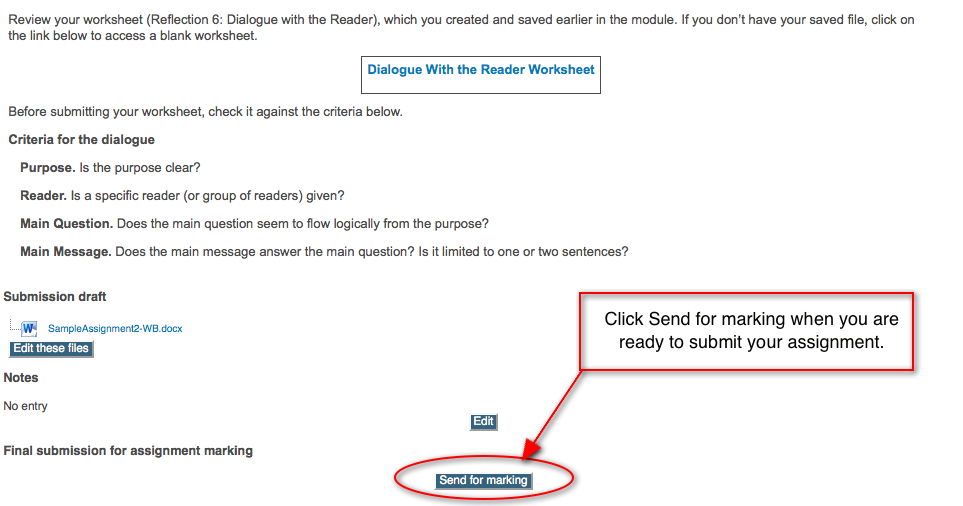 Review your worksheet (Reflection 6: Dialogue with the Reader), which you created and saved earlier in the module. If you don't have your saved file, click on
the link below to access a blank worksheet.
Dialogue With the Reader Worksheet
Before submitting your worksheet, check it against the criteria below.
Criteria for the dialogue
Purpose. Is the purpose clear?
Reader. Is a specific reader (or group of readers) given?
Main Question. Does the main question seem to flow logically from the purpose?
Main Message. Does the main message answer the main question? Is it limited to one or two sentences?
Submission draft
W SampleAssignment2-WB.docx
Edit these files
Click Send for marking when you are
ready to submit your assignment.
Notes
No entry
Edit
Final submission for assignment marking
Send for marking